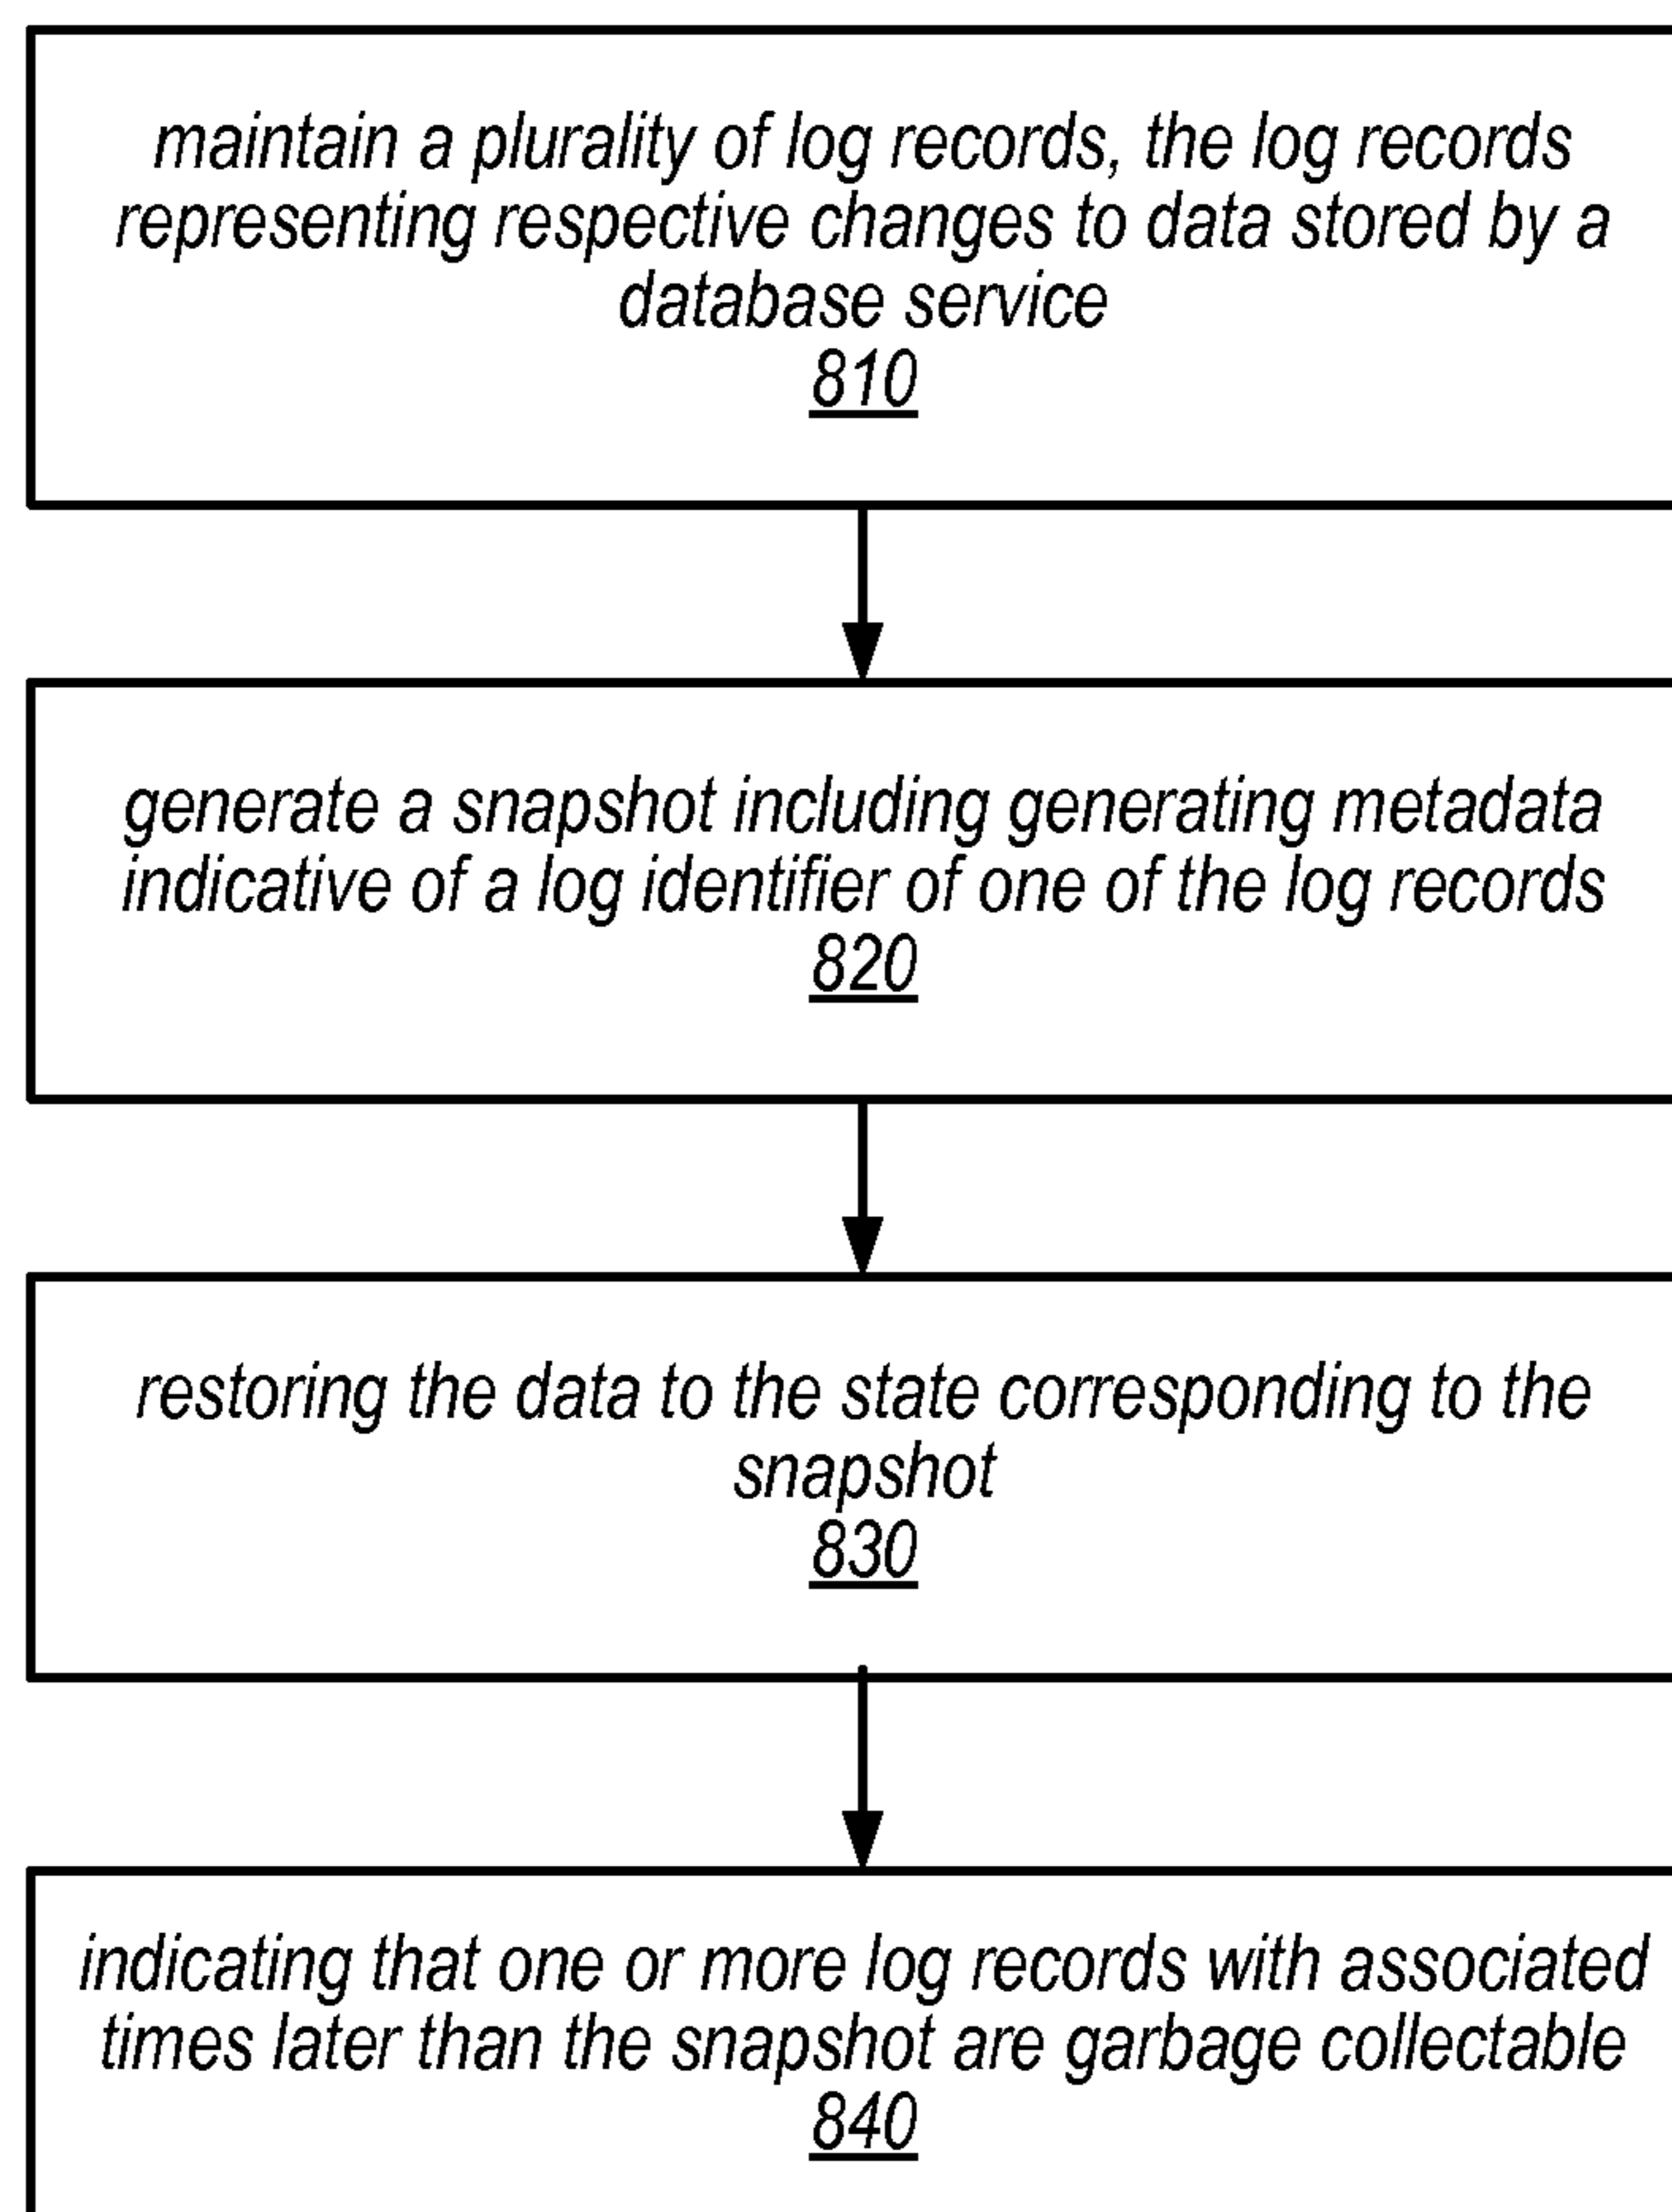 maintain a plurality of log records, the log records
representing respective changes to data stored by a
database service
810
generate a snapshot including generating metadata
indicative of a log identifier of one of the log records
820
restoring the data to the state corresponding to the
snapshot
830
indicating that one or more log records with associated
times later than the snapshot are garbage collectable
840